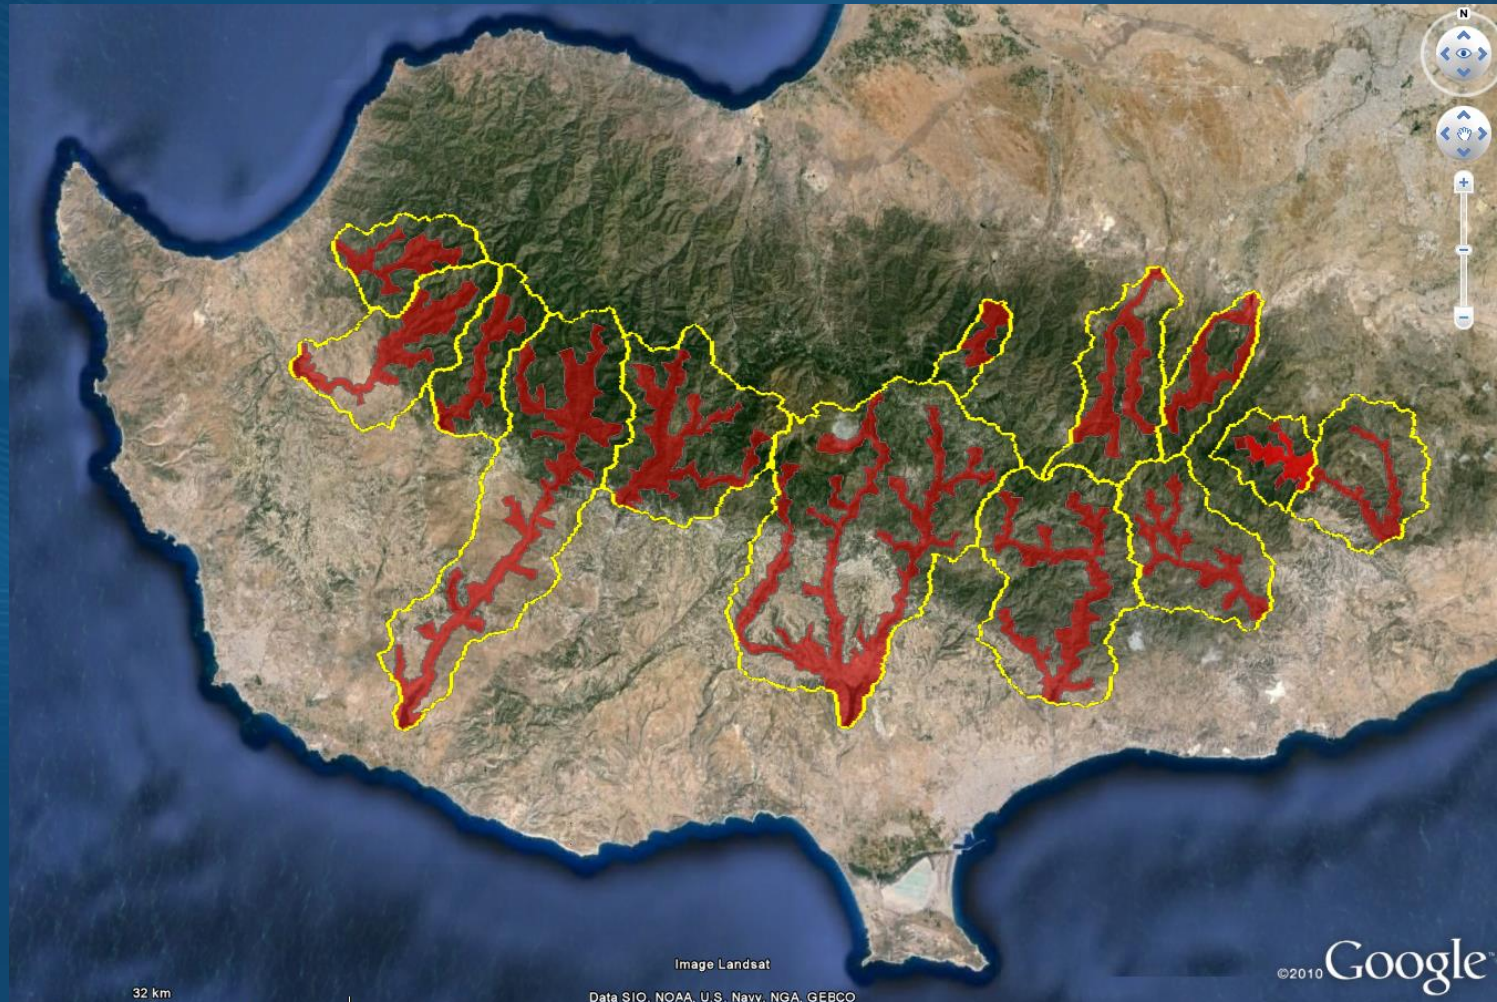 N
Image Landsat
©2010 Google
32 km
Data SIO, NOAA, U.S. Navy, NGA, GEBCO